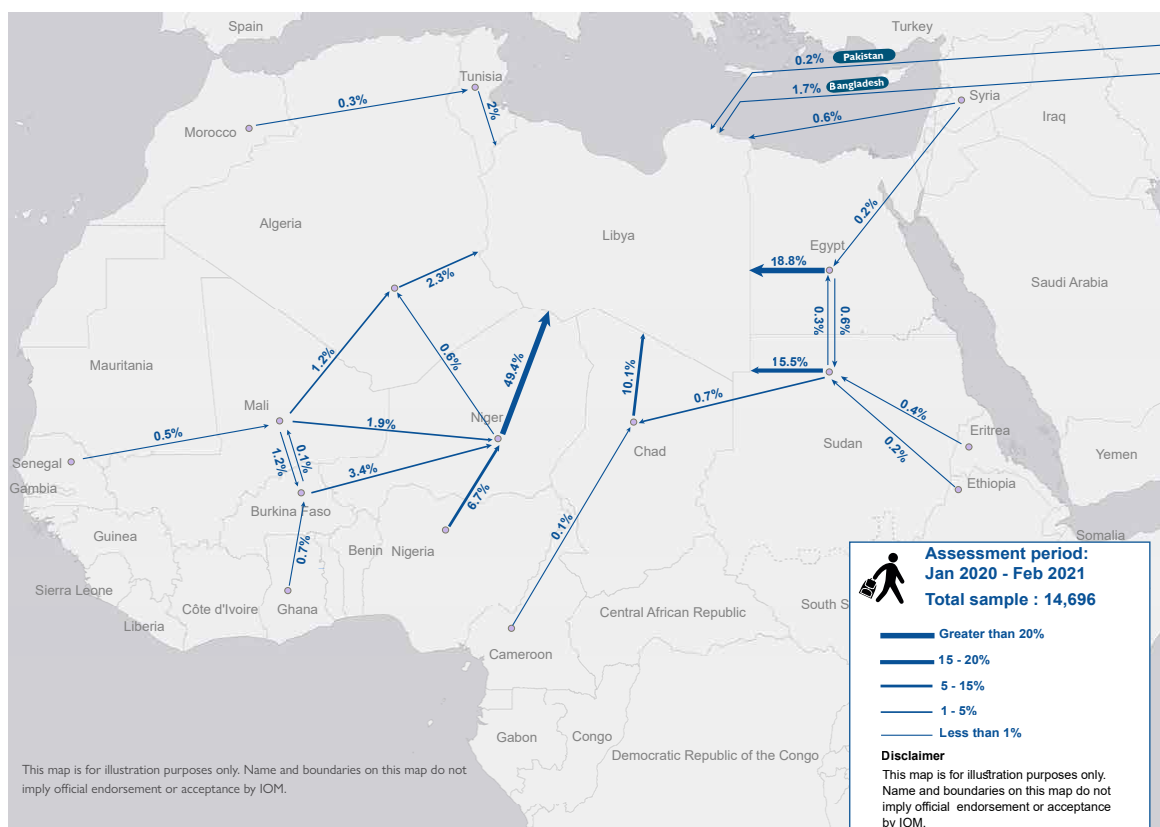 Spain
Turkey
0.2%
Pakistan
Tunisia
1.7%
Bangladesh
Syria
0.3%
2%
0.6%
Iraq
Morocco
0.2%
Algeria
Libya
Egypt
18.8%
2.3%
Saudi Arabia
0.3%
0.6%
Mauritania
1.2%
0.6%
49.4%
10.1%
15.5%
0.7%
Mali
Niger
0.4%
0.5%
1.9%
Chad
Sudan
Eritrea
Senegal
1.2%
0.1%
3.4%
0.2%
Yemen
Gambia
6.7%
Ethiopia
Burkina Faso
Guinea
0.7%
Benin
Nigeria
0.1%
Somalia
Sierra Leone
Côte d'Ivoire
Ghana
Central African Republic
South S
Liberia
Cameroon
Gabon
Congo
Democratic Republic of the Congo
Assessment period:
Jan 2020 - Feb 2021
Total sample : 14,696
Greater than 20%
15 - 20%
5 - 15%
1 - 5%
Less than 1%
Disclaimer
This map is for illustration purposes only.
Name and boundaries on this map do not
imply official endorsement or acceptance
by IOM.
This map is for illustration purposes only. Name and boundaries on this map do not
imply official endorsement or acceptance by IOM.